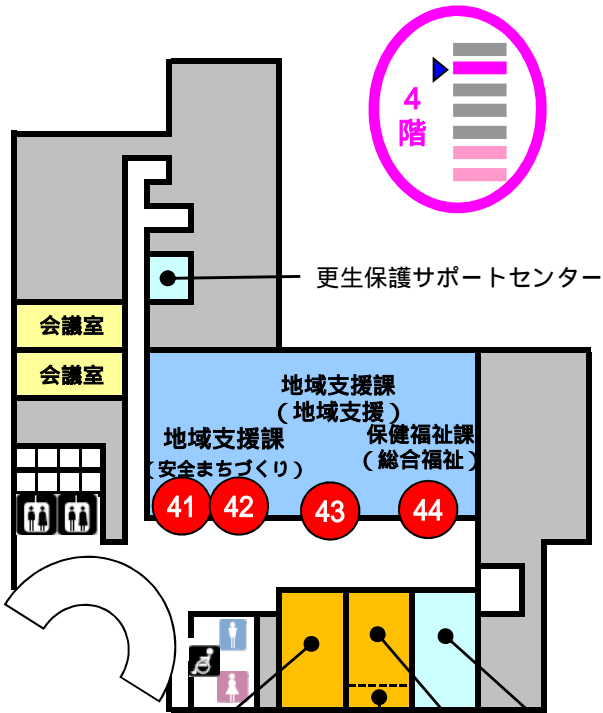 4
階
更生保護サポートセンター
会議室
会議室
地域支援課
（地域支援）
地域支援課
（安全まちづくり）
保健福祉課
（総合福祉）
41
42
43
44